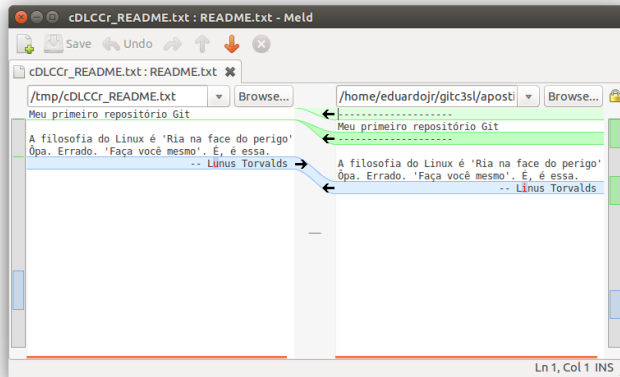 cDLCCr_README.txt : README.txt - Meld
Save Undo
cDLCCr_README.txt : README.txt
/tmp/cDLCCr_README.txt Browse...
Meu primeiro repositório Git
A filosofia do Linux é 'Ria na face do perigo'
Ôpa. Errado. 'Faça você mesmo'. É, é essa.
-- Lunus Torvalds
/home/eduardojr/gitc3sl/aposti Browse...
-------------------
Meu primeiro repositório Git
-------------------
A filosofia do Linux é 'Ria na face do perigo'
Ôpa. Errado. 'Faça você mesmo'. É, é essa.
-- Linus Torvalds
Ln 1, Col 1 INS